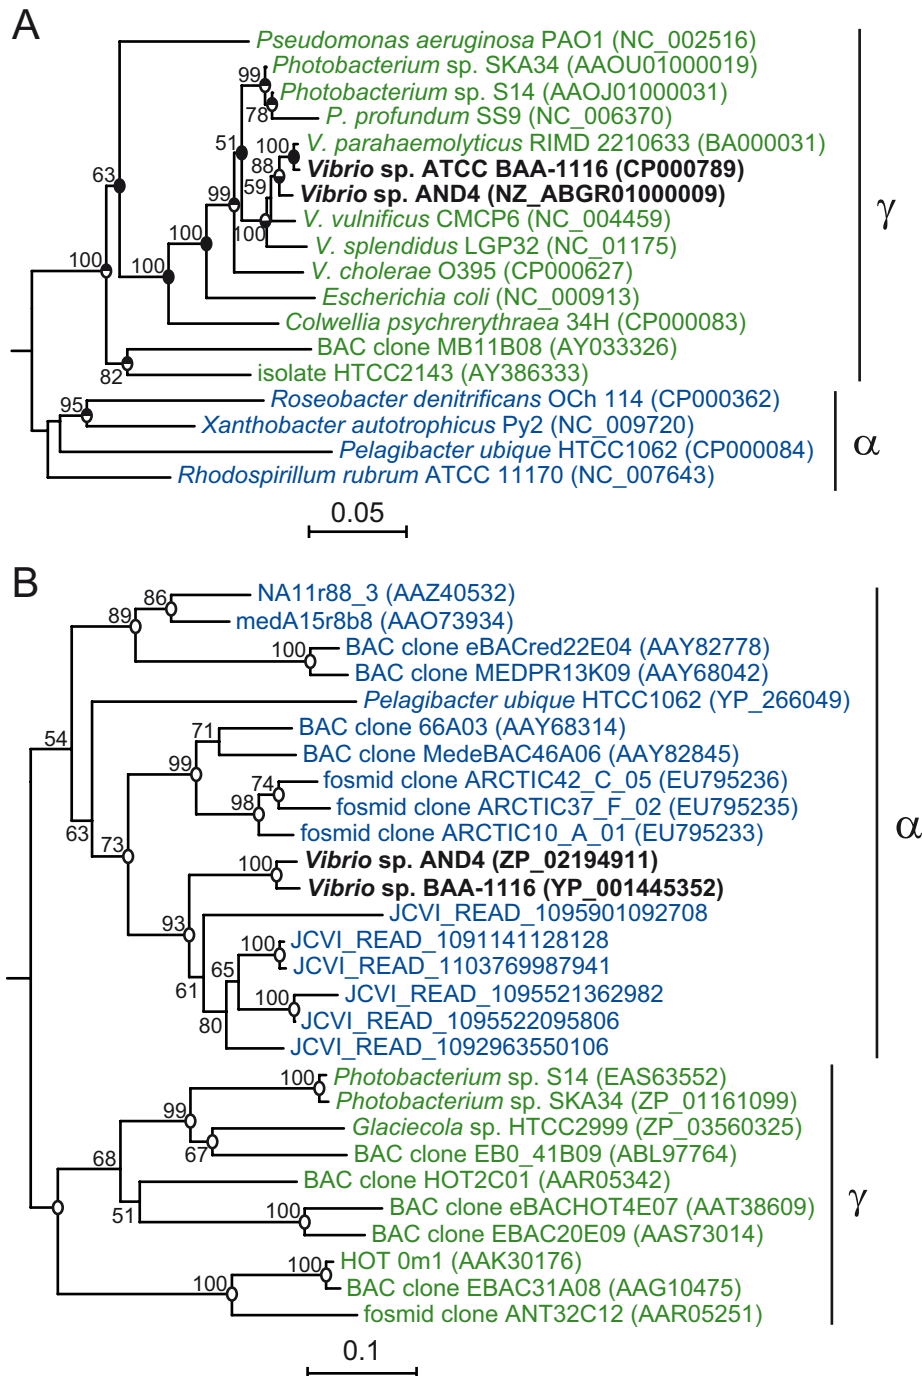 A
Pseudomonas aeruginosa PAO1 (NC_002516)
Photobacterium sp. SKA34 (AAOU01000019)
99
Photobacterium sp. S14 (AAOJ01000031)
78
P. profundum SS9 (NC_006370)
51
100
V. parahaemolyticus RIMD 2210633 (BA000031)
88
Vibrio sp. ATCC BAA-1116 (CP000789)
63
59
99
Vibrio sp. AND4 (NZ_ABGR01000009)
γ
100
100
V. vulnificus CMCP6 (NC_004459)
V. splendidus LGP32 (NC_01175)
100
100
V. cholerae O395 (CP000627)
Escherichia coli (NC_000913)
Colwellia psychrerythraea 34H (CP000083)
BAC clone MB11B08 (AY033326)
82
isolate HTCC2143 (AY386333)
95
Roseobacter denitrificans OCh 114 (CP000362)
Xanthobacter autotrophicus Py2 (NC_009720)
α
Pelagibacter ubique HTCC1062 (CP000084)
Rhodospirillum rubrum ATCC 11170 (NC_007643)
0.05
B
NA11r88_3 (AAZ40532)
86
89
medA15r8b8 (AAO73934)
100
BAC clone eBACred22E04 (AAY82778)
BAC clone MEDPR13K09 (AAY68042)
Pelagibacter ubique HTCC1062 (YP_266049)
54
71
BAC clone 66A03 (AAY68314)
99
BAC clone MedeBAC46A06 (AAY82845)
74
fosmid clone ARCTIC42_C_05 (EU795236)
98
fosmid clone ARCTIC37_F_02 (EU795235)
63
fosmid clone ARCTIC10_A_01 (EU795233)
α
73
100
Vibrio sp. AND4 (ZP_02194911)
Vibrio sp. BAA-1116 (YP_001445352)
93
JCVI_READ_1095901092708
100
JCVI_READ_1091141128128
65
JCVI_READ_1103769987941
61
100
JCVI_READ_1095521362982
80
JCVI_READ_1095522095806
JCVI_READ_1092963550106
100
Photobacterium sp. S14 (EAS63552)
Photobacterium sp. SKA34 (ZP_01161099)
99
Glaciecola sp. HTCC2999 (ZP_03560325)
67
BAC clone EB0_41B09 (ABL97764)
68
BAC clone HOT2C01 (AAR05342)
γ
51
100
BAC clone eBACHOT4E07 (AAT38609)
BAC clone EBAC20E09 (AAS73014)
100
HOT 0m1 (AAK30176)
100
BAC clone EBAC31A08 (AAG10475)
fosmid clone ANT32C12 (AAR05251)
0.1